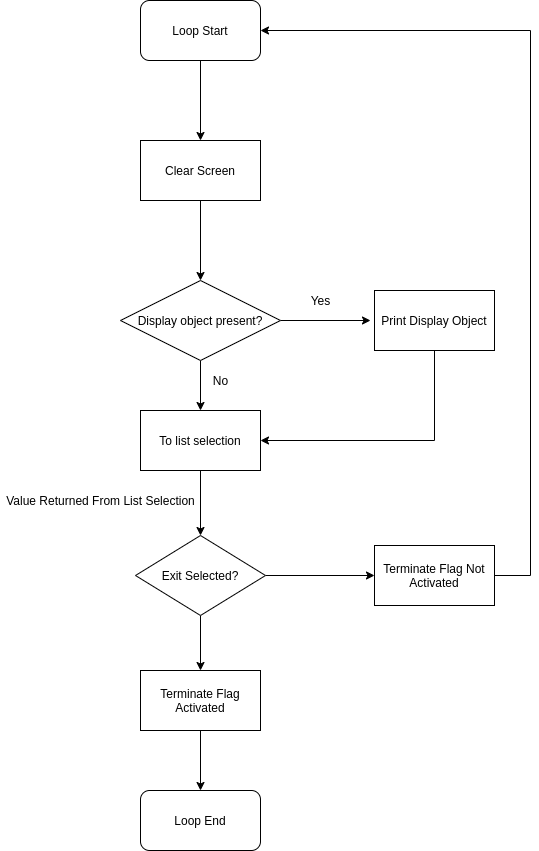 Loop Start
Clear Screen
Display object present?
Yes
Print Display Object
No
To list selection
Value Returned From List Selection
Exit Selected?
Terminate Flag Not
Activated
Terminate Flag
Activated
Loop End